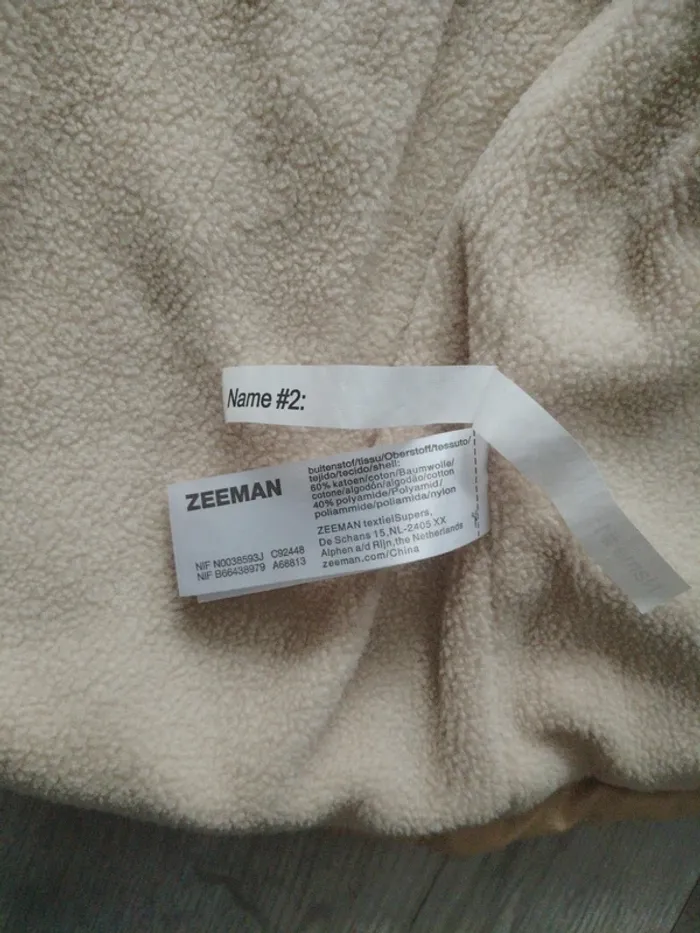 Name #2:
ZEEMAN
NIF N0038593J C92448
NIF B66438979 A68813
buitenstof/tissu/Oberstoff/tessuto/
tejido/tecido/shell:
60% katoen/coton/Baumwolle/
cotone/algodón/algodão/cotton
40% polyamide/Polyamid/
poliammide/poliamida/nylon
ZEEMAN textielSupers,
De Schans 15,NL-2405 XX
Alphen a/d Rijn,the Netherlands
zeeman.com/China